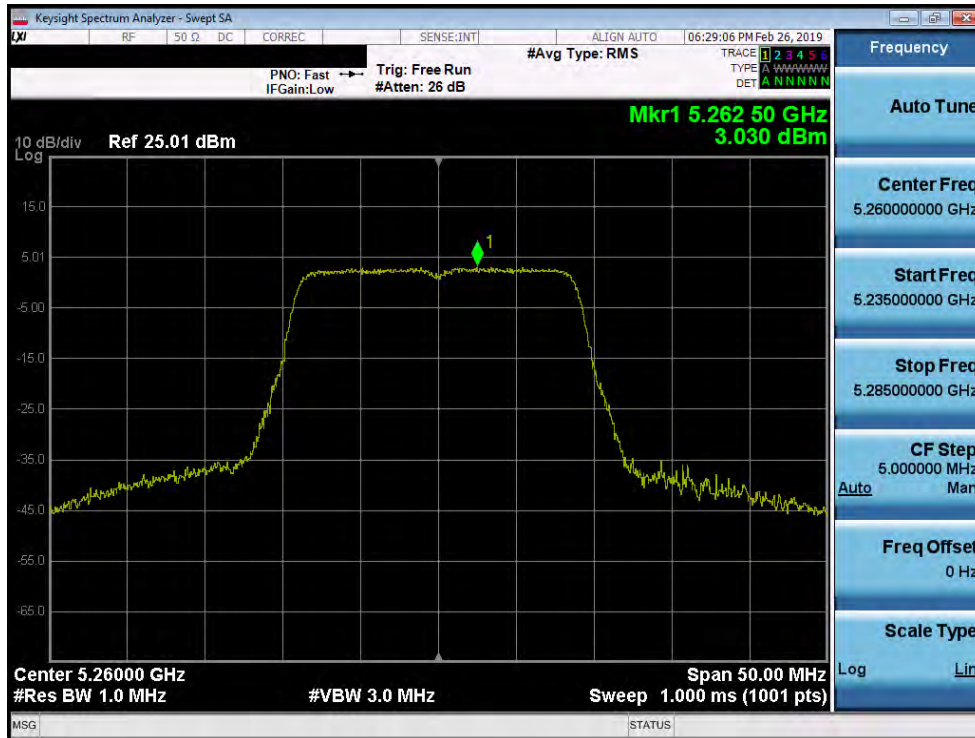 Keysight Spectrum Analyzer - Swept SA
LXI RF 50 Ω DC CORREC SENSE:INT ALIGN AUTO 06:29:06 PM Feb 26, 2019
#Avg Type: RMS TRACE 1 2 3 4 5 6
PNO: Fast Trig: Free Run TYPE A WWWWW
IFGain:Low #Atten: 26 dB DET A N N N N N
Mkr1 5.262 50 GHz
3.030 dBm
10 dB/div Ref 25.01 dBm
Log
15.0
5.01
-5.00
-15.0
-25.0
-35.0
-45.0
-55.0
-65.0
1
Center 5.26000 GHz Span 50.00 MHz
#Res BW 1.0 MHz #VBW 3.0 MHz Sweep 1.000 ms (1001 pts)
MSG STATUS
Frequency
Auto Tune
Center Freq
5.260000000 GHz
Start Freq
5.235000000 GHz
Stop Freq
5.285000000 GHz
CF Step
5.000000 MHz
Auto Man
Freq Offset
0 Hz
Scale Type
Log Lin